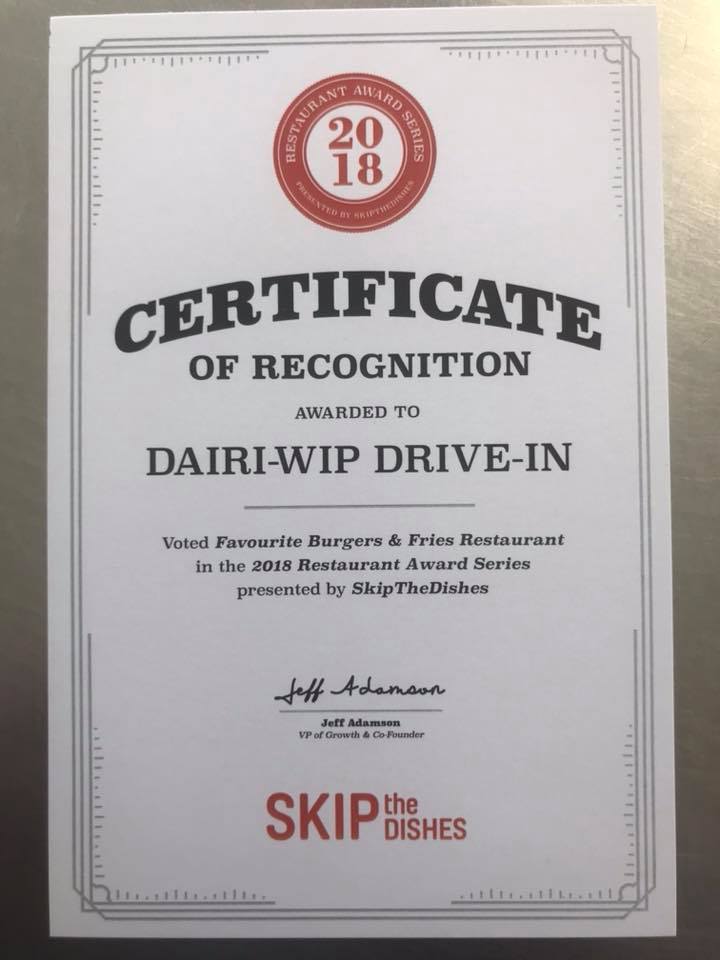 RESTAURANT AWARD SERIES
20
18
PRESENTED BY SKIPTHEDISHES
CERTIFICATE
OF RECOGNITION
AWARDED TO
DAIRI-WIP DRIVE-IN
Voted Favourite Burgers & Fries Restaurant
in the 2018 Restaurant Award Series
presented by SkipTheDishes
Jeff Adamson
Jeff Adamson
VP of Growth & Co-Founder
SKIP the
DISHES